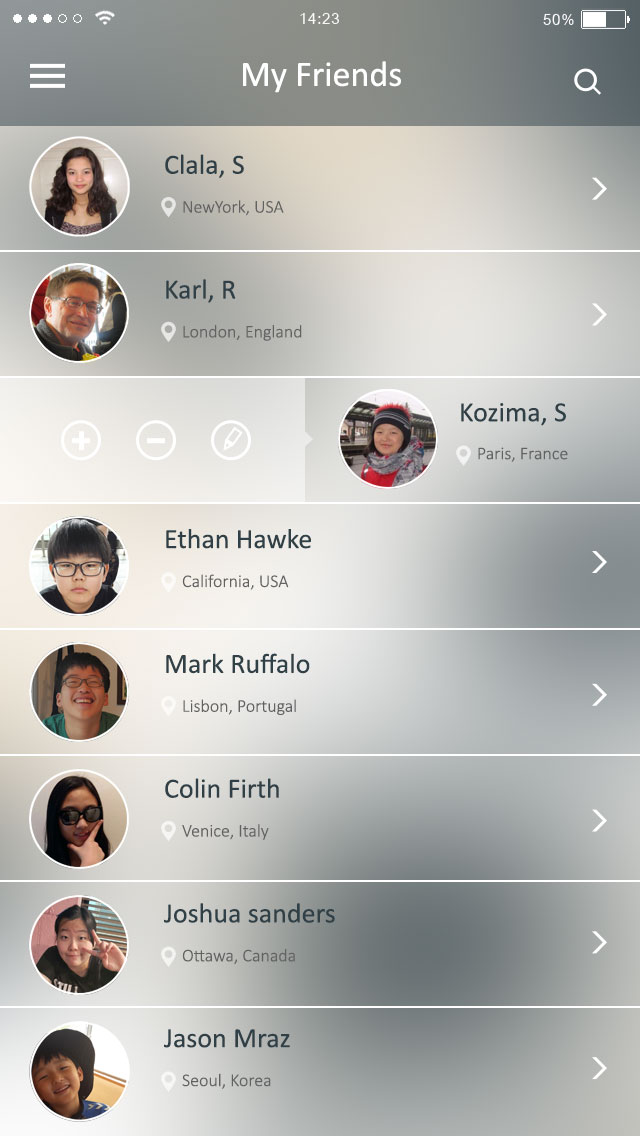 14:23
50%
My Friends
Clala, S
NewYork, USA
Karl, R
London, England
Kozima, S
Paris, France
Ethan Hawke
California, USA
Mark Ruffalo
Lisbon, Portugal
Colin Firth
Venice, Italy
Joshua sanders
Ottawa, Canada
Jason Mraz
Seoul, Korea